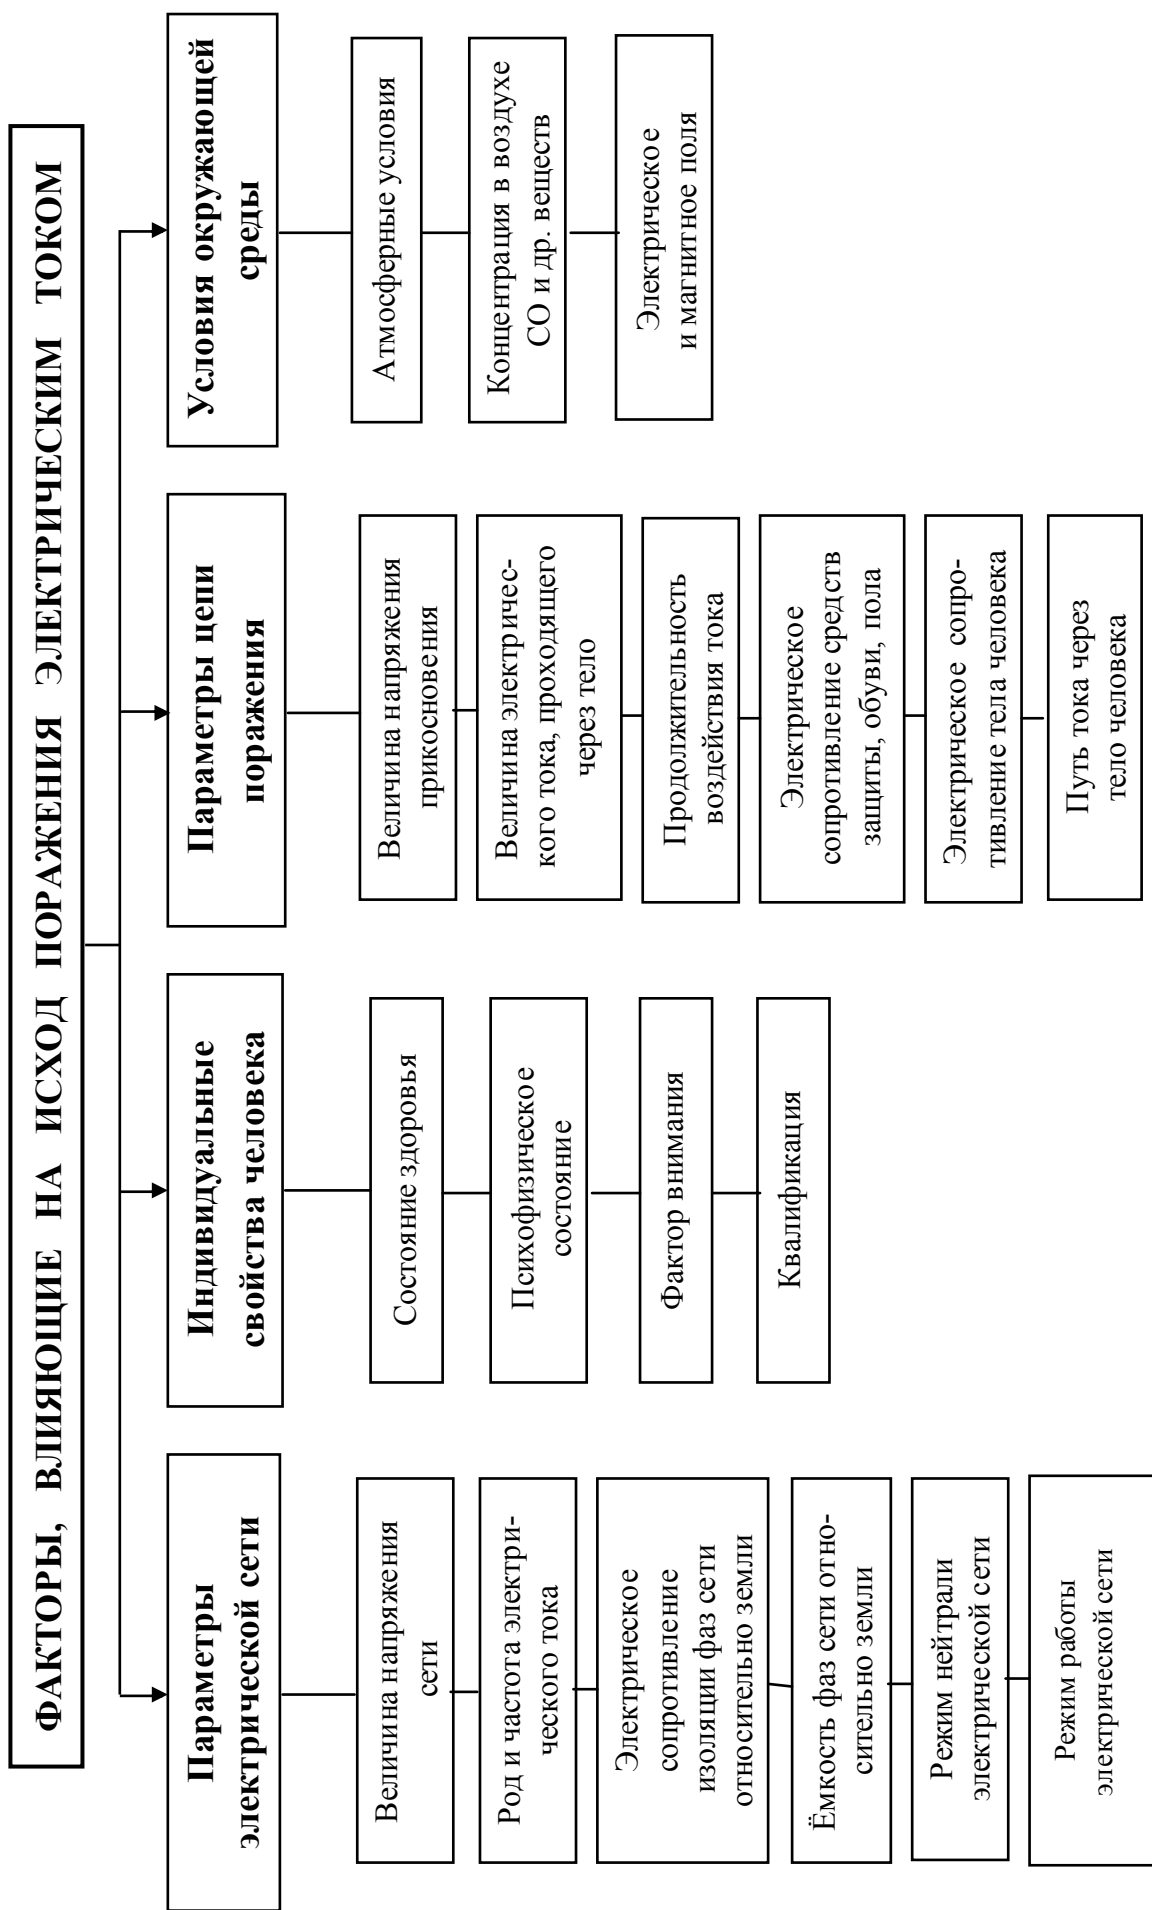 ФАКТОРЫ, ВЛИЯЮЩИЕ НА ИСХОД ПОРАЖЕНИЯ ЭЛЕКТРИЧЕСКИМ ТОКОМ
Параметры
электрической сети
Величина напряжения
сети
Род и частота электри-
ческого тока
Электрическое
сопротивление
изоляции фаз сети
относительно земли
Ёмкость фаз сети отно-
сительно земли
Режим нейтрали
электрической сети
Режим работы
электрической сети
Индивидуальные
свойства человека
Состояние здоровья
Психофизическое
состояние
Фактор внимания
Квалификация
Параметры цепи
поражения
Величина напряжения
прикосновения
Величина электричес-
кого тока, проходящего
через тело
Продолжительность
воздействия тока
Электрическое
сопротивление средств
защиты, обуви, пола
Электрическое сопро-
тивление тела человека
Путь тока через
тело человека
Условия окружающей
среды
Атмосферные условия
Концентрация в воздухе
СО и др. веществ
Электрическое
и магнитное поля